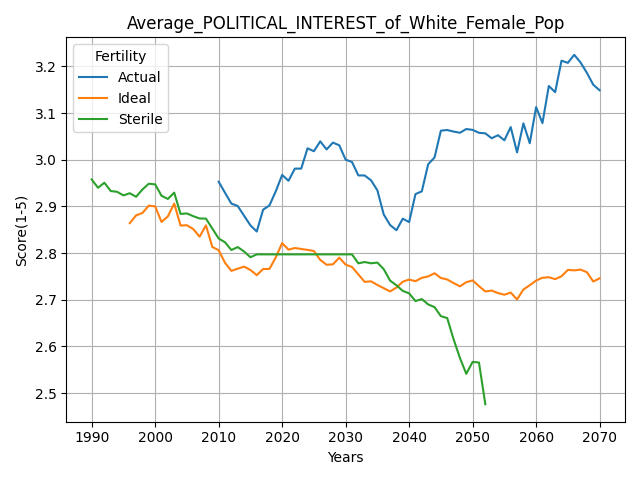 Average_POLITICAL_INTEREST_of_White_Female_Pop
Fertility
Actual
Ideal
Sterile
3.2
3.1
3.0
2.9
2.8
2.7
2.6
2.5
Score(1-5)
1990 2000 2010 2020 2030 2040 2050 2060 2070
Years